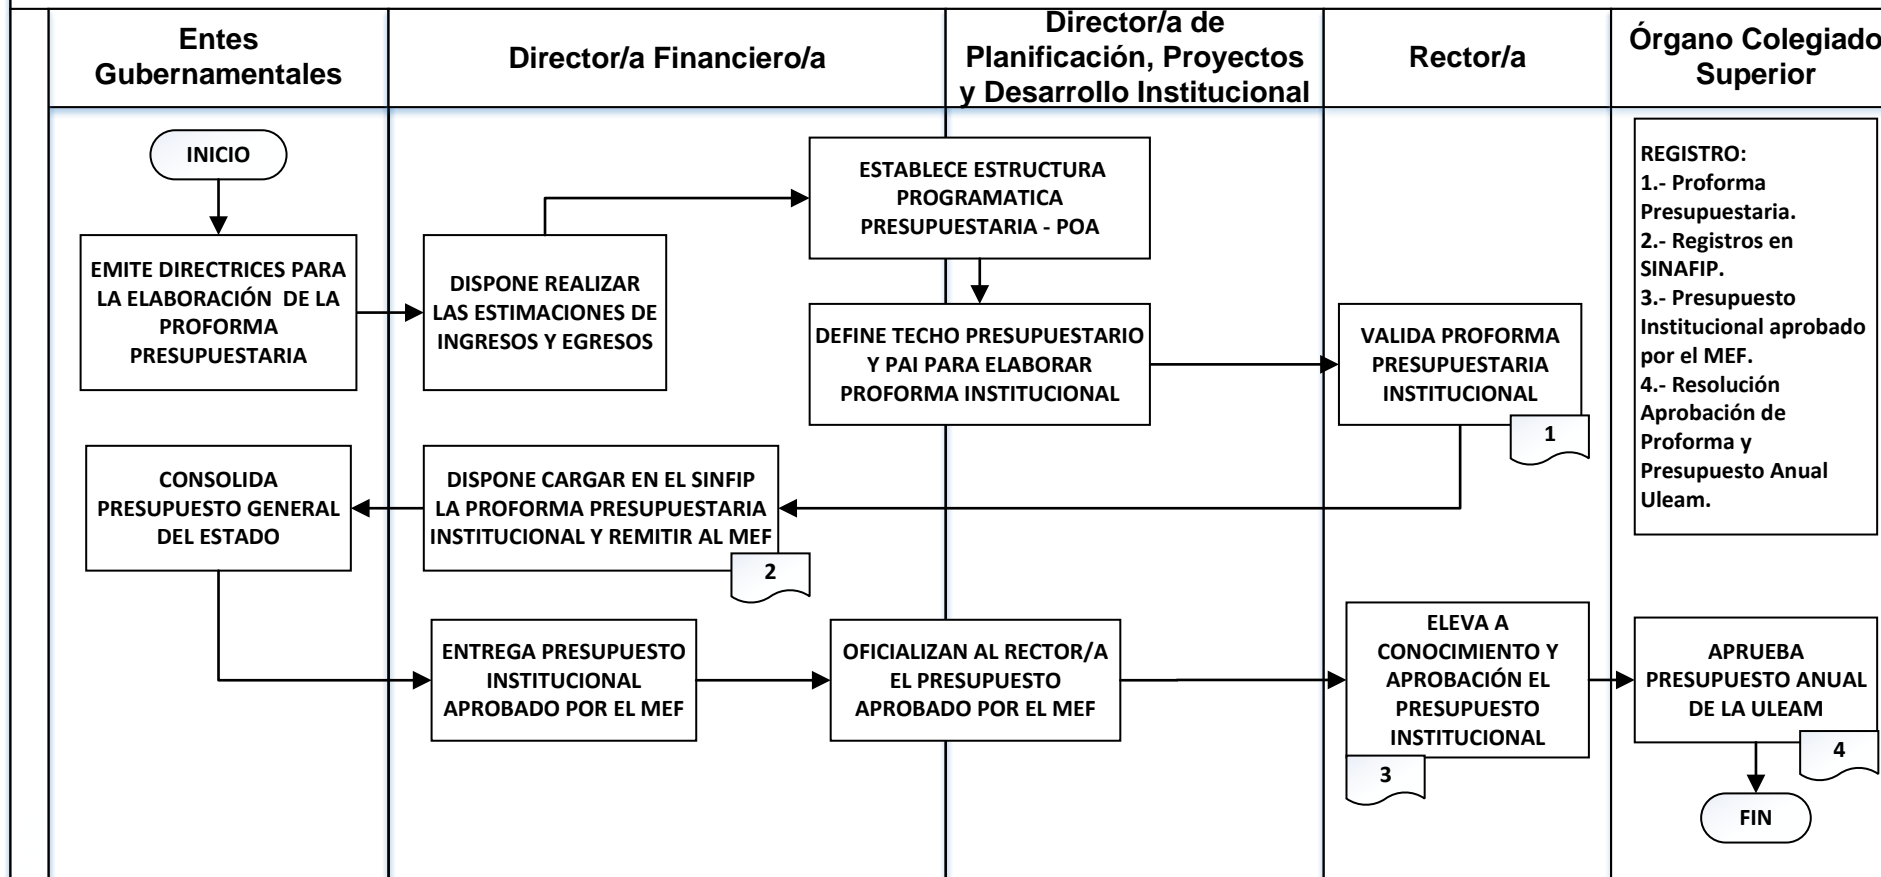 Entes
Gubernamentales
Director/a Financiero/a
Director/a de
Planificación, Proyectos
y Desarrollo Institucional
Rector/a
Órgano Colegiado
Superior
INICIO
EMITE DIRECTRICES PARA
LA ELABORACIÓN DE LA
PROFORMA
PRESUPUESTARIA
DISPONE REALIZAR
LAS ESTIMACIONES DE
INGRESOS Y EGRESOS
ESTABLECE ESTRUCTURA
PROGRAMATICA
PRESUPUESTARIA - POA
DEFINE TECHO PRESUPUESTARIO
Y PAI PARA ELABORAR
PROFORMA INSTITUCIONAL
VALIDA PROFORMA
PRESUPUESTARIA
INSTITUCIONAL
1
REGISTRO:
1.- Proforma
Presupuestaria.
2.- Registros en
SINAFIP.
3.- Presupuesto
Institucional aprobado
por el MEF.
4.- Resolución
Aprobación de
Proforma y
Presupuesto Anual
Uleam.
CONSOLIDA
PRESUPUESTO GENERAL
DEL ESTADO
DISPONE CARGAR EN EL SINFIP
LA PROFORMA PRESUPUESTARIA
INSTITUCIONAL Y REMITIR AL MEF
2
ENTREGA PRESUPUESTO
INSTITUCIONAL
APROBADO POR EL MEF
OFICIALIZAN AL RECTOR/A
EL PRESUPUESTO
APROBADO POR EL MEF
ELEVA A
CONOCIMIENTO Y
APROBACIÓN EL
PRESUPUESTO
INSTITUCIONAL
3
APRUEBA
PRESUPUESTO ANUAL
DE LA ULEAM
4
FIN